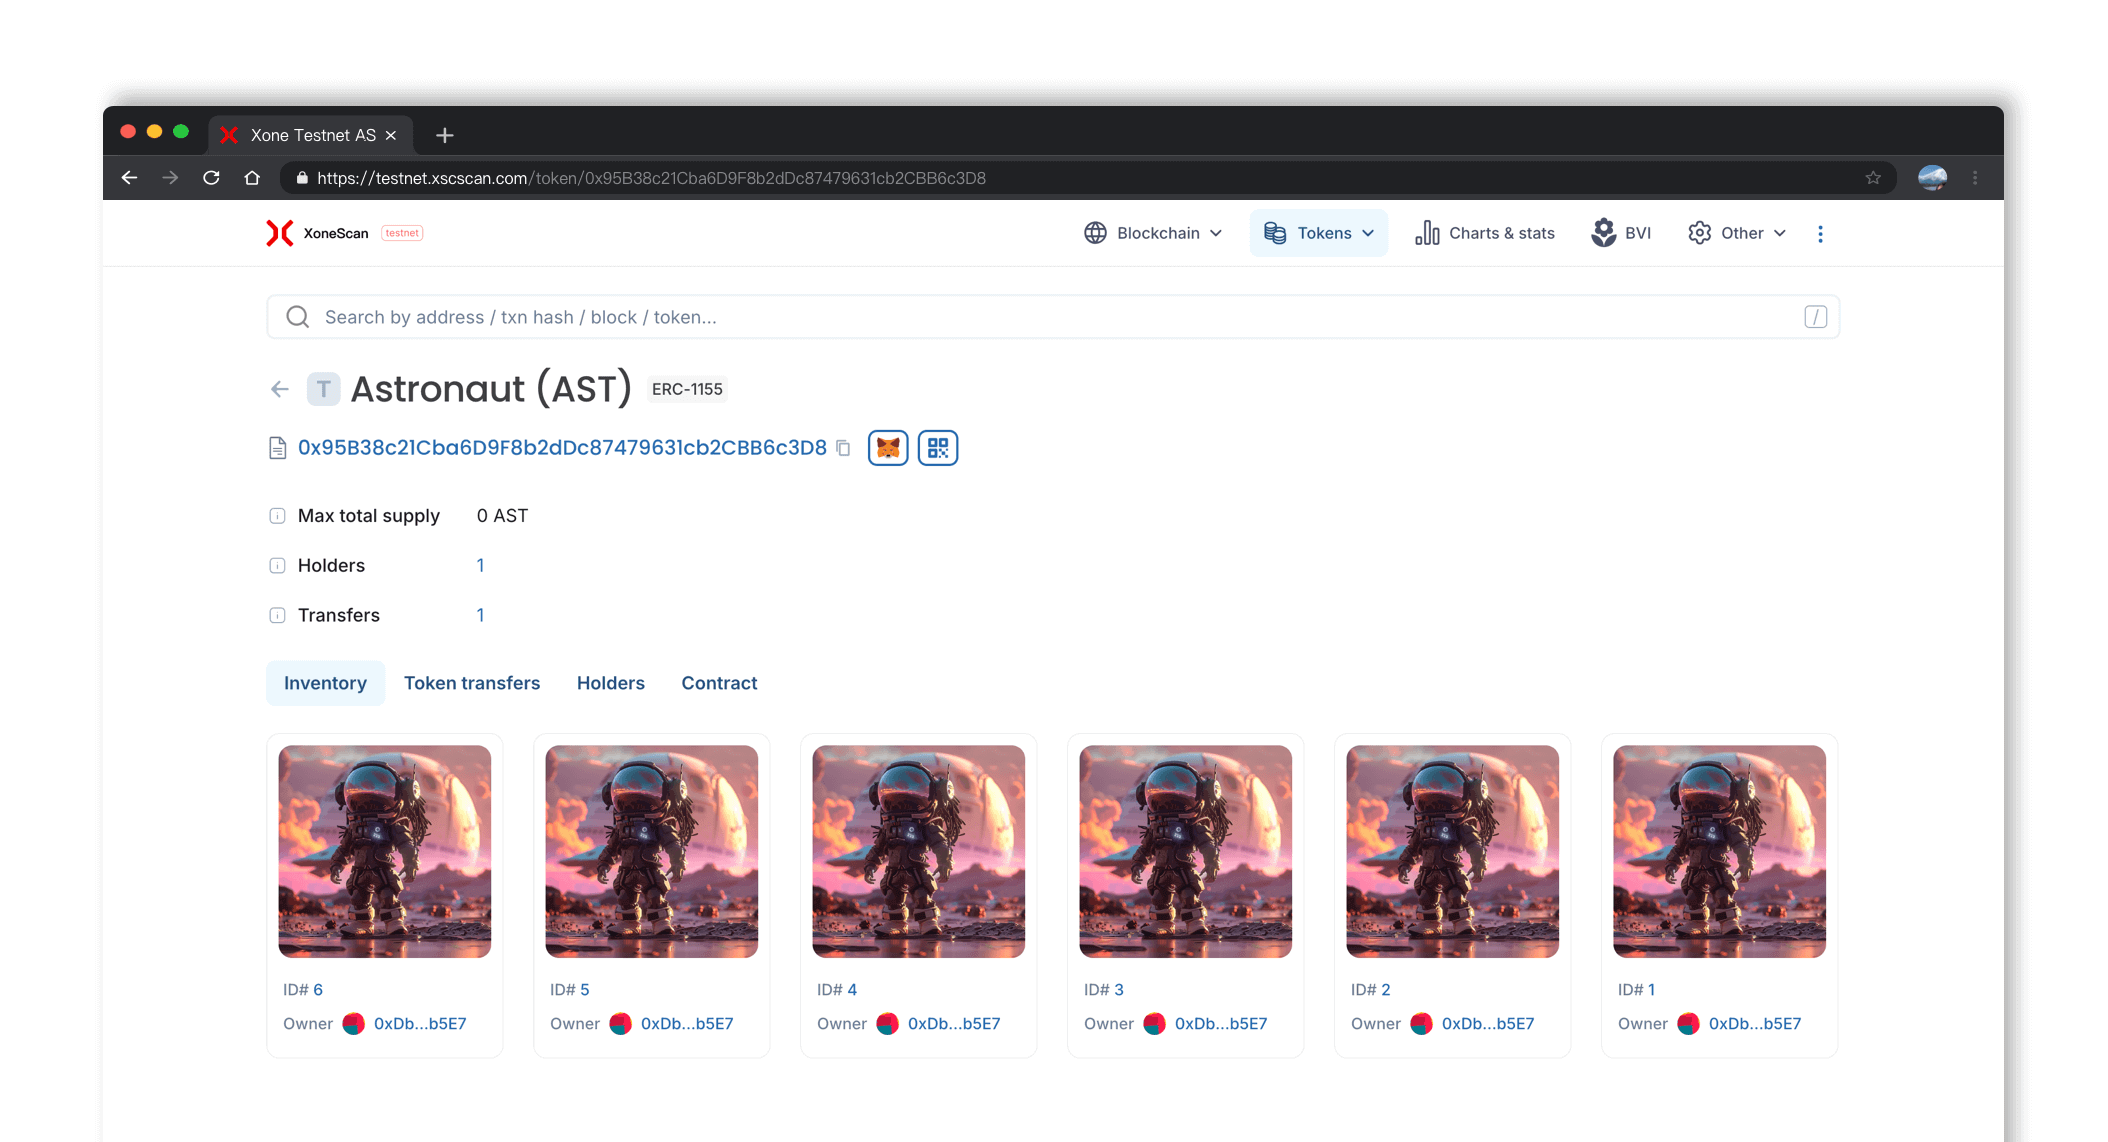 Xone Testnet AS
https://testnet.xscscan.com/token/0x95B38c21Cba6D9F8b2dDc87479631cb2CBB6c3D8
XoneScan testnet Blockchain Tokens Charts & stats BVI Other
Search by address / txn hash / block / token... /
T Astronaut (AST) ERC-1155
0x95B38c21Cba6D9F8b2dDc87479631cb2CBB6c3D8
Max total supply 0 AST
Holders 1
Transfers 1
Inventory Token transfers Holders Contract
ID# 6 ID# 5 ID# 4 ID# 3 ID# 2 ID# 1
Owner 0xDb...b5E7 Owner 0xDb...b5E7 Owner 0xDb...b5E7 Owner 0xDb...b5E7 Owner 0xDb...b5E7 Owner 0xDb...b5E7